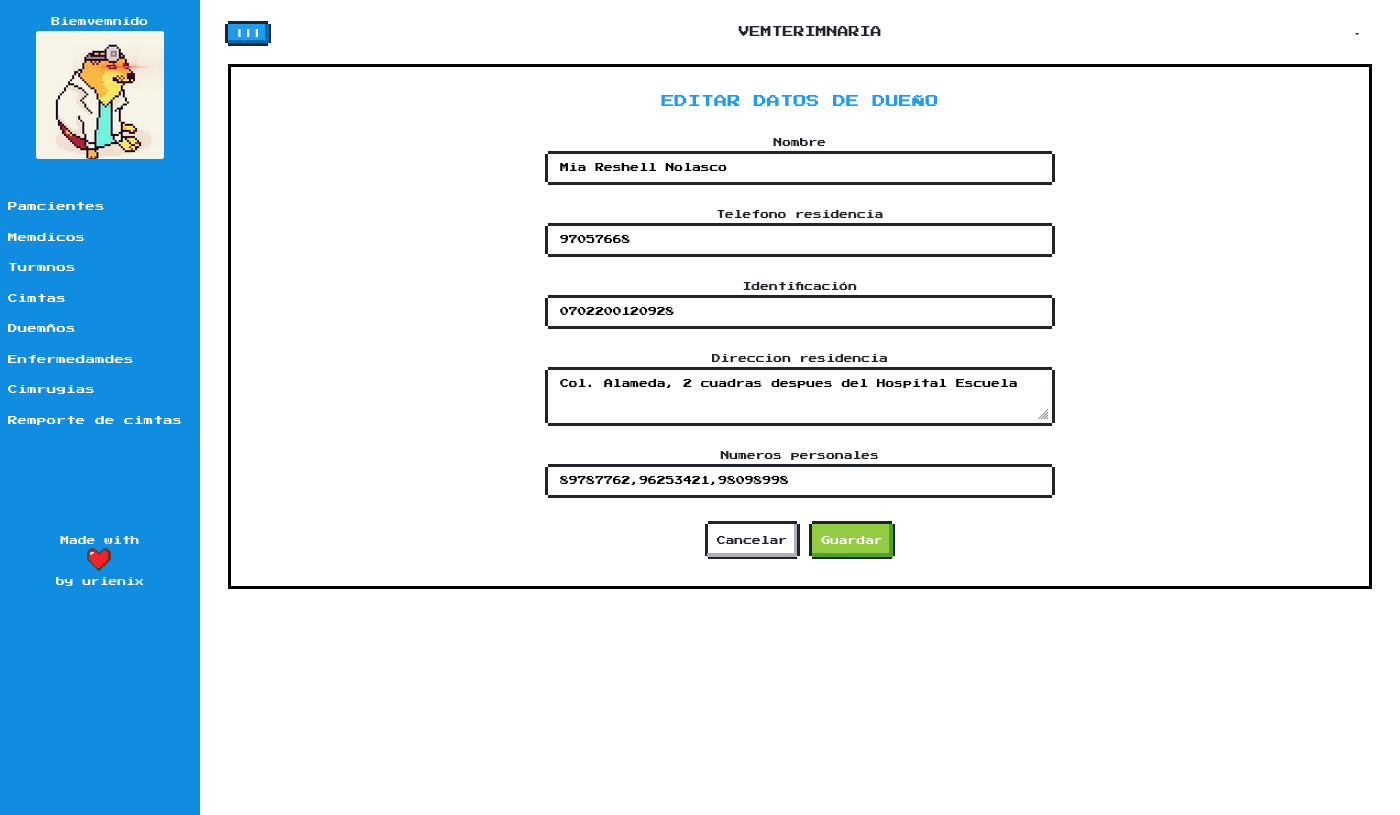 Biemvemnido
VEMTERIMNARIA
Pamcientes
Memdicos
Turmnos
Cimtas
Duemños
Enfermedamdes
Cimrugias
Remporte de cimtas
Made with
by urienix
EDITAR DATOS DE DUEÑO
Nombre
Mia Reshell Nolasco
Telefono residencia
97057668
Identificación
0702200120928
Direccion residencia
Col. Alameda, 2 cuadras despues del Hospital Escuela
Numeros personales
89787762,96253421,98098998
Cancelar
Guardar